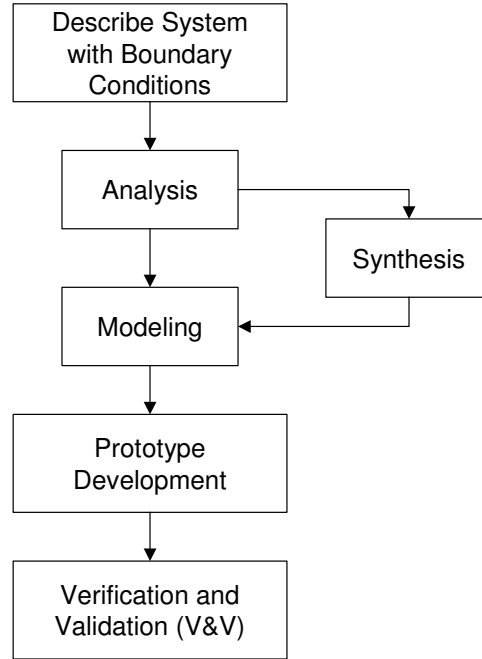 Describe System
with Boundary
Conditions
Analysis
Synthesis
Modeling
Prototype
Development
Verification and
Validation (V&V)